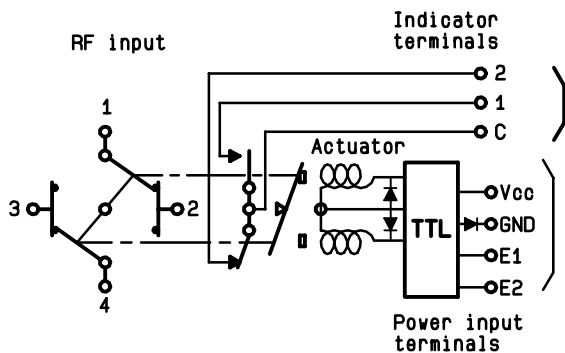 Indicator
terminals
RF input
2
1
1
C
Actuator
3
2
Vcc
TTL
GND
E1
4
E2
Power input
terminals